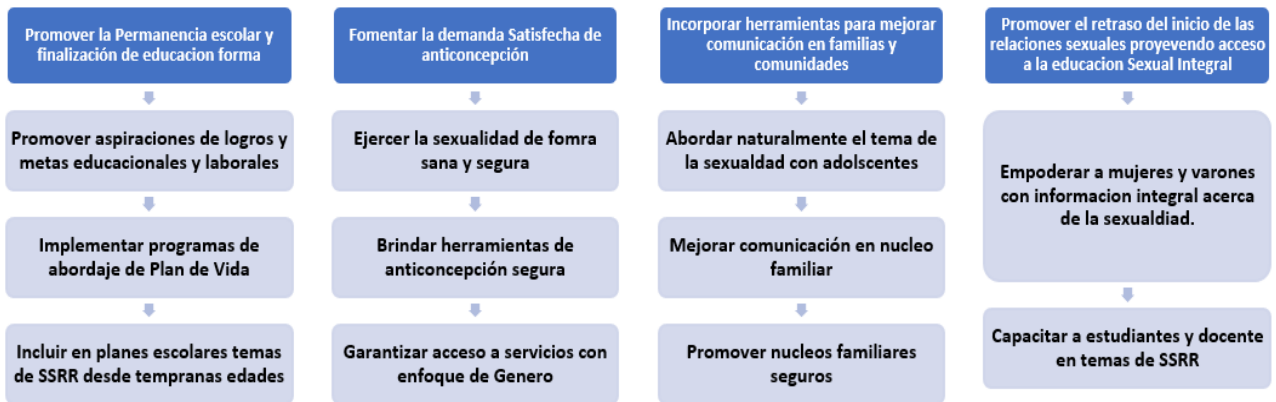 Promover la Permanencia escolar y
finalización de educacion forma
Promover aspiraciones de logros y
metas educacionales y laborales
Implementar programas de
abordaje de Plan de Vida
Incluir en planes escolares temas
de SSRR desde tempranas edades
Fomentar la demanda Satisfecha de
anticoncepción
Ejercer la sexualidad de fomra
sana y segura
Brindar herramientas de
anticoncepción segura
Garantizar acceso a servicios con
enfoque de Genero
Incorporar herramientas para mejorar
comunicación en familias y
comunidades
Abordar naturalmente el tema de
la sexualdad con adolscentes
Mejorar comunicación en nucleo
familiar
Promover nucleos familiares
seguros
Promover el retraso del inicio de las
relaciones sexuales proyevendo acceso
a la educacion Sexual Integral
Empoderar a mujeres y varones
con informacion integral acerca
de la sexualdiad.
Capacitar a estudiantes y docente
en temas de SSRR